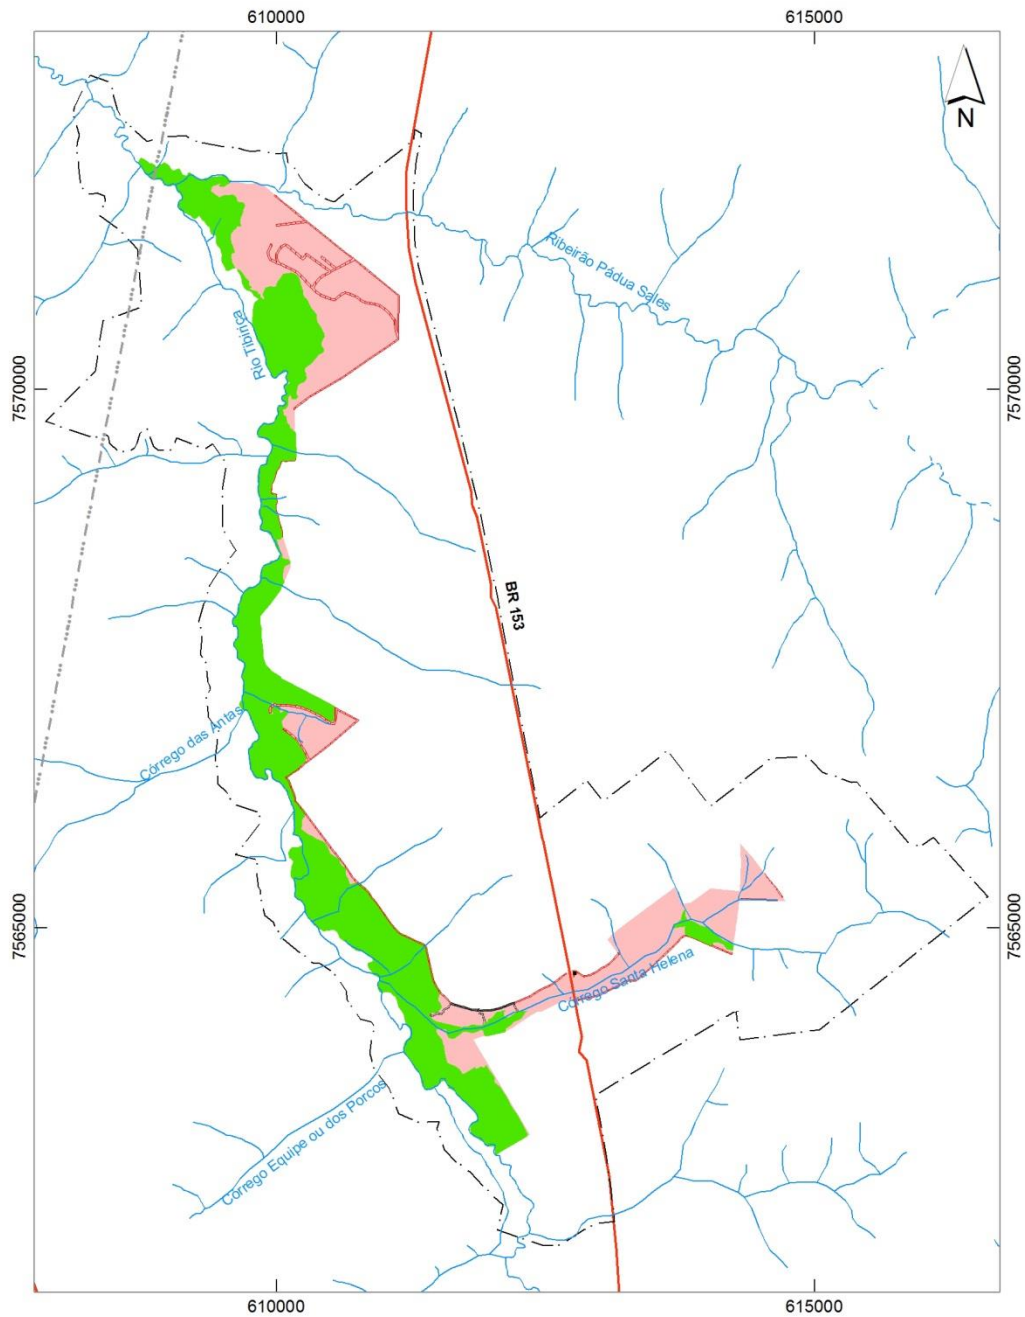 610000
615000
N
Ribeirão Pádua Sales
Rio Tibiriça
7570000
7570000
BR 153
Córrego das Antas
7565000
7565000
Córrego Santa Helena
Córrego Equipe ou dos Porcos
610000
615000